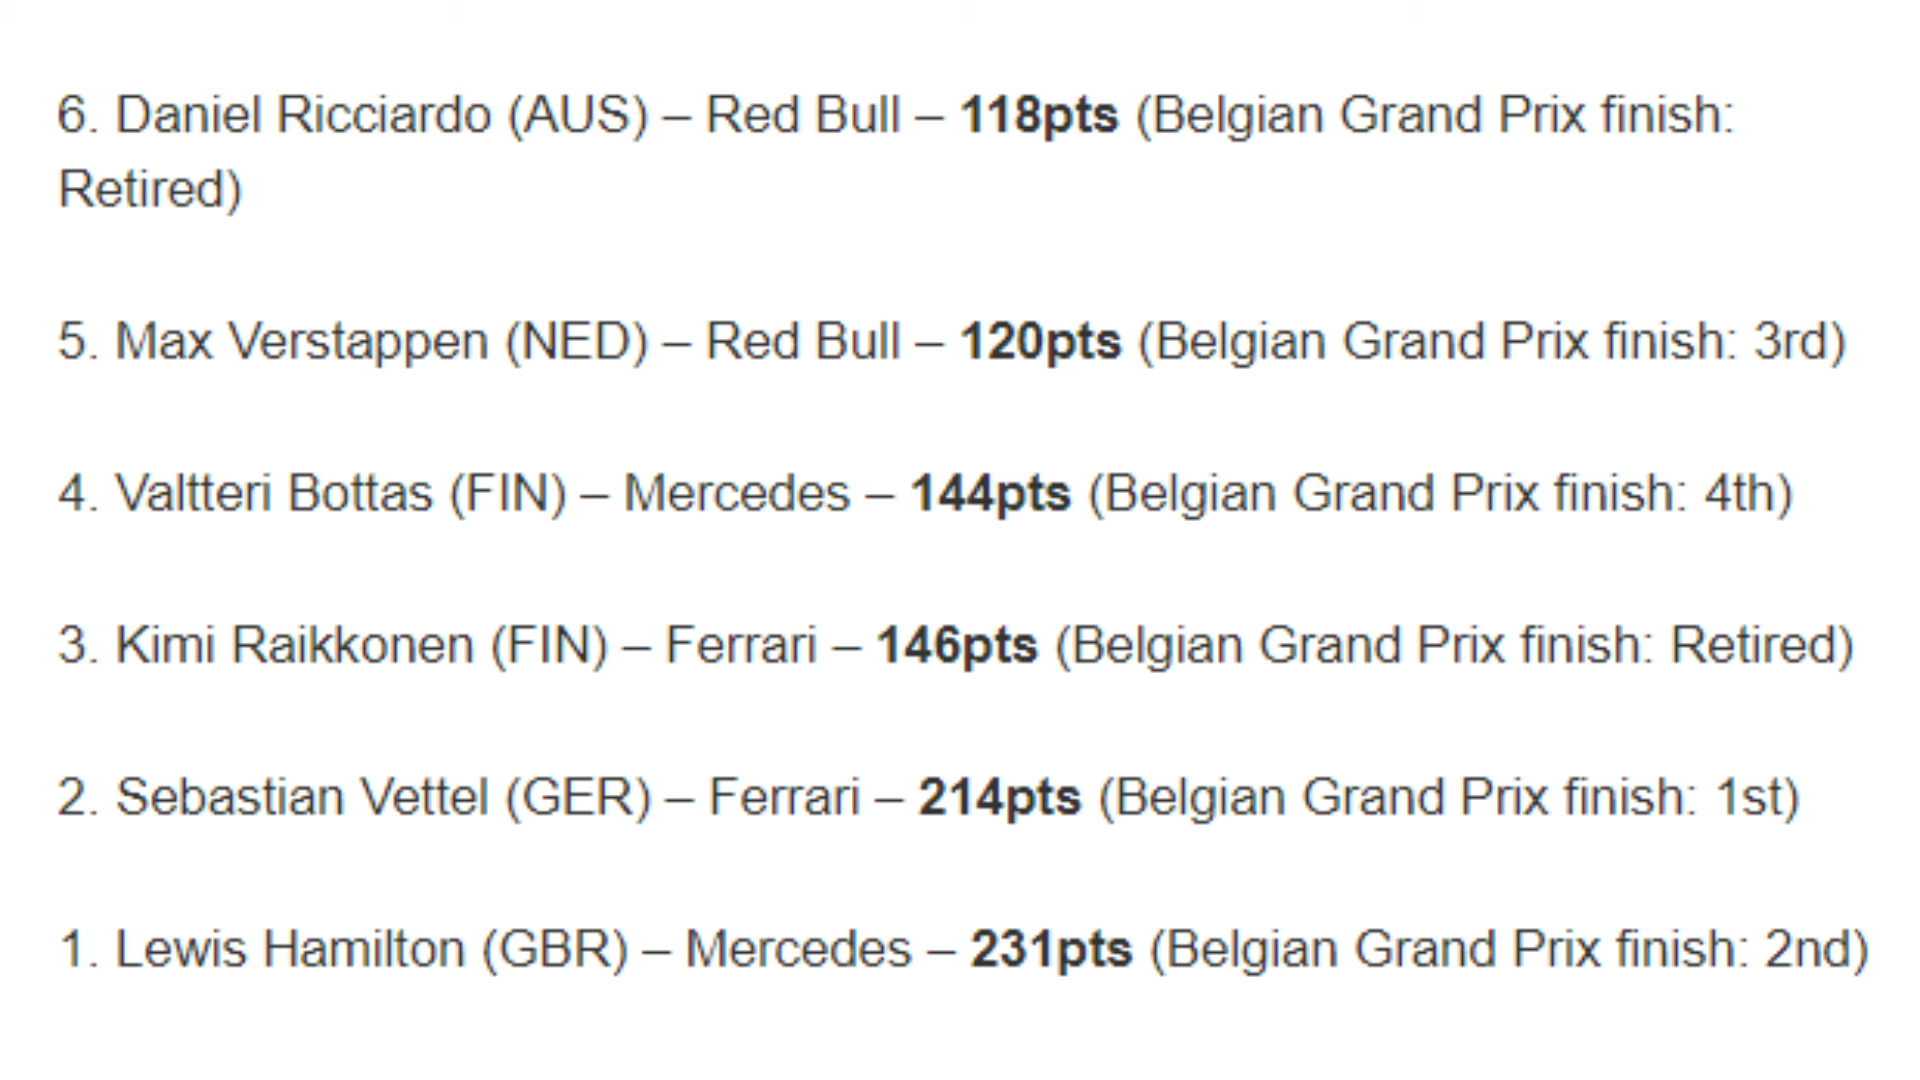 6. Daniel Ricciardo (AUS) – Red Bull – 118pts (Belgian Grand Prix finish:
Retired)
5. Max Verstappen (NED) – Red Bull – 120pts (Belgian Grand Prix finish: 3rd)
4. Valtteri Bottas (FIN) – Mercedes – 144pts (Belgian Grand Prix finish: 4th)
3. Kimi Raikkonen (FIN) – Ferrari – 146pts (Belgian Grand Prix finish: Retired)
2. Sebastian Vettel (GER) – Ferrari – 214pts (Belgian Grand Prix finish: 1st)
1. Lewis Hamilton (GBR) – Mercedes – 231pts (Belgian Grand Prix finish: 2nd)